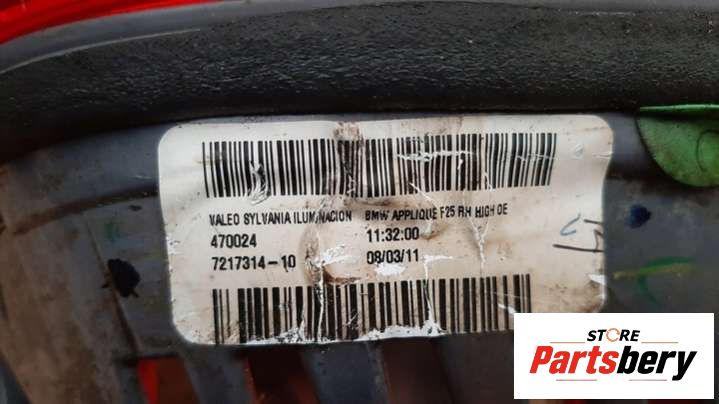 VALEO SYLVANIA ILUMINACION BMW APPLIQUE F25 RH HIGH OE
470024 11:32:00
7217314-10 08/03/11
STORE
Partsbery